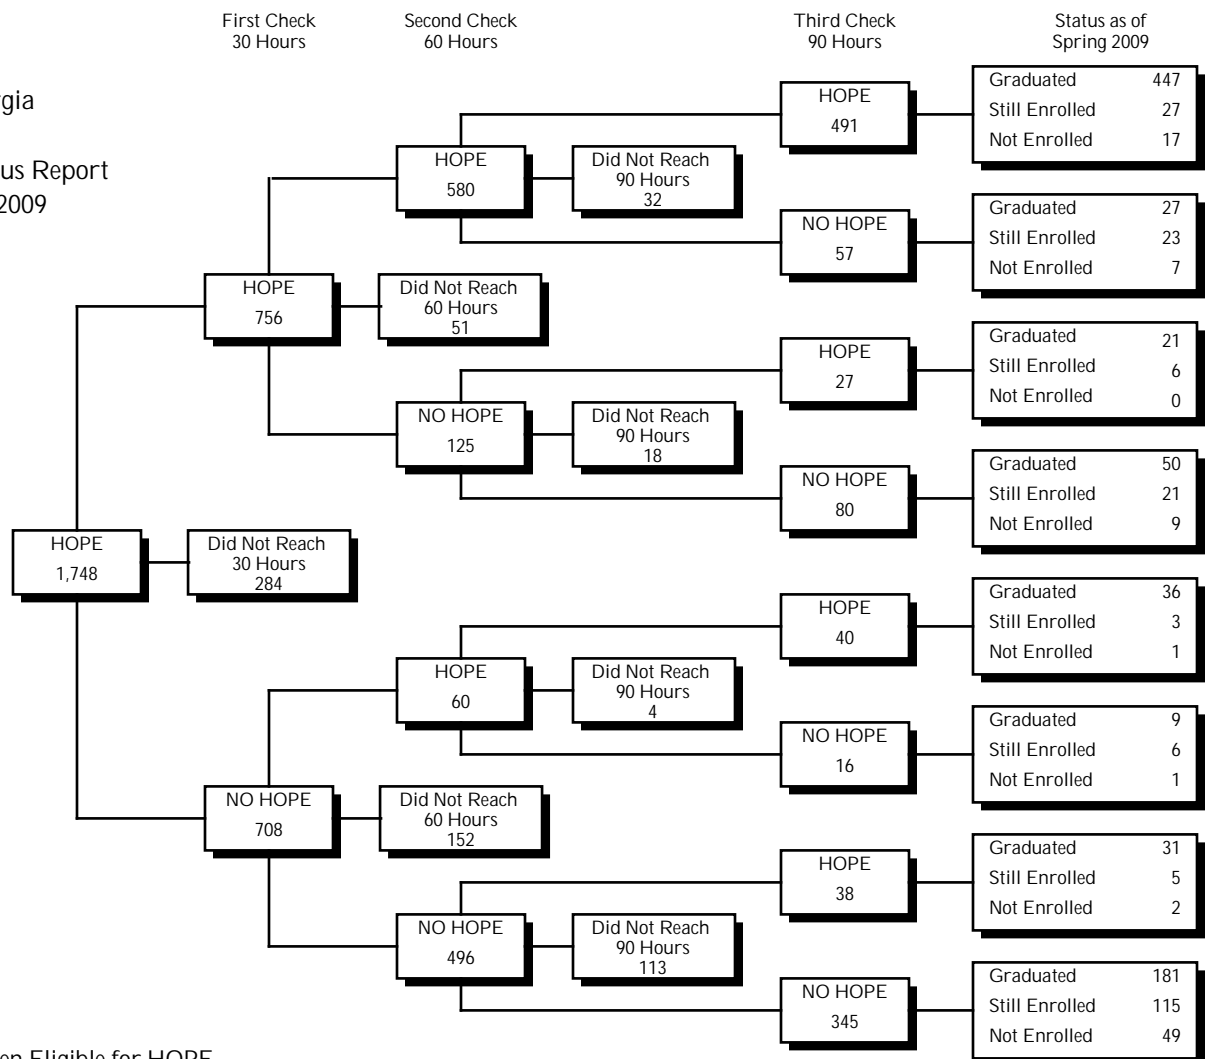 First Check
30 Hours
Second Check
60 Hours
Third Check
90 Hours
Status as of
Spring 2009
rgia
us Report
2009
HOPE
1,748
Did Not Reach
30 Hours
284
HOPE
756
Did Not Reach
60 Hours
51
NO HOPE
708
Did Not Reach
60 Hours
152
HOPE
580
Did Not Reach
90 Hours
32
NO HOPE
125
Did Not Reach
90 Hours
18
HOPE
60
Did Not Reach
90 Hours
4
NO HOPE
496
Did Not Reach
90 Hours
113
HOPE
491
Graduated 447
Still Enrolled 27
Not Enrolled 17
NO HOPE
57
Graduated 27
Still Enrolled 23
Not Enrolled 7
HOPE
27
Graduated 21
Still Enrolled 6
Not Enrolled 0
NO HOPE
80
Graduated 50
Still Enrolled 21
Not Enrolled 9
HOPE
40
Graduated 36
Still Enrolled 3
Not Enrolled 1
NO HOPE
16
Graduated 9
Still Enrolled 6
Not Enrolled 1
HOPE
38
Graduated 31
Still Enrolled 5
Not Enrolled 2
NO HOPE
345
Graduated 181
Still Enrolled 115
Not Enrolled 49
en Eligible for HOPE